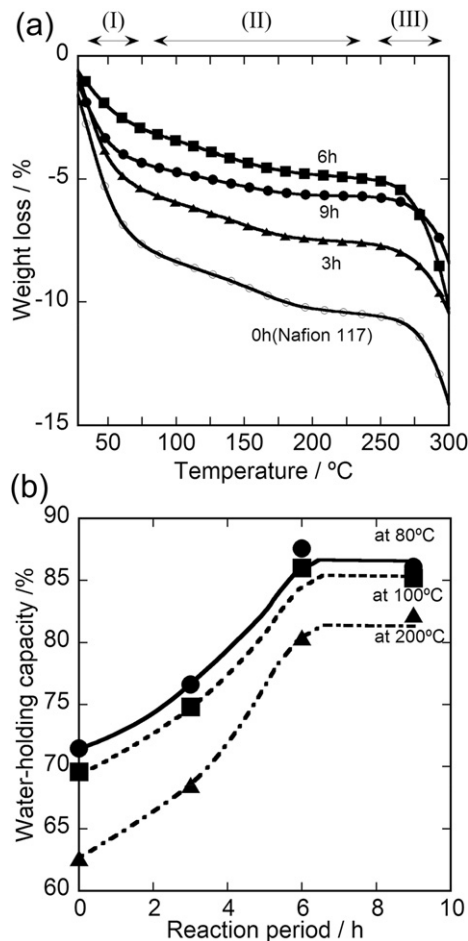 (a)
(I) (II) (III)
0
-5
-10
-15
Weight loss / %
6h
9h
3h
0h(Nafion 117)
50 100 150 200 250 300
Temperature / ºC
(b)
90
85
80
75
70
65
60
Water-holding capacity /%
at 80ºC
at 100ºC
at 200ºC
0 2 4 6 8 10
Reaction period / h